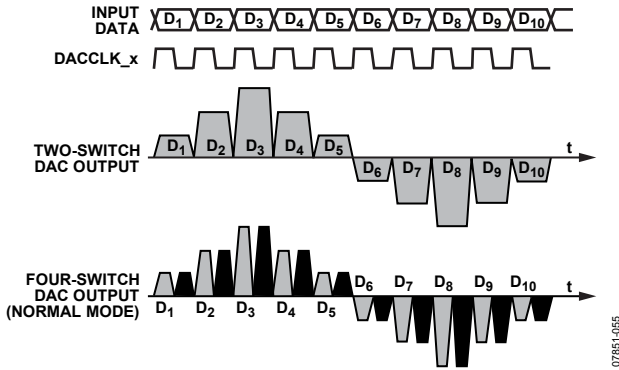 INPUT
DATA
D1 D2 D3 D4 D5 D6 D7 D8 D9 D10
DACCLK_x
TWO-SWITCH
DAC OUTPUT
D1 D2 D3 D4 D5 D6 D7 D8 D9 D10
t
FOUR-SWITCH
DAC OUTPUT
(NORMAL MODE)
D1 D2 D3 D4 D5 D6 D7 D8 D9 D10
t
07851-055